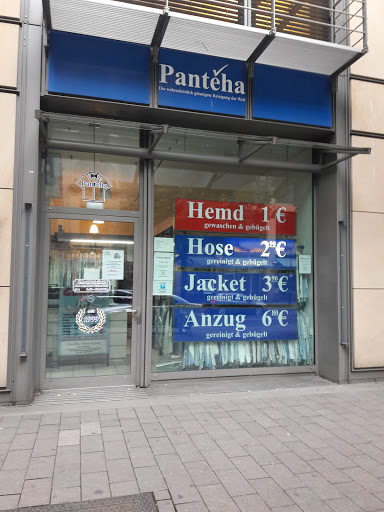 Panteha
Die wahrscheinlich günstigste Reinigung der Welt
Panteha
Hemd 1€
gewaschen & gebügelt
Hose 2,90€
gereinigt & gebügelt
Jacket 3,90€
gereinigt & gebügelt
Anzug 6,80€
gereinigt & gebügelt